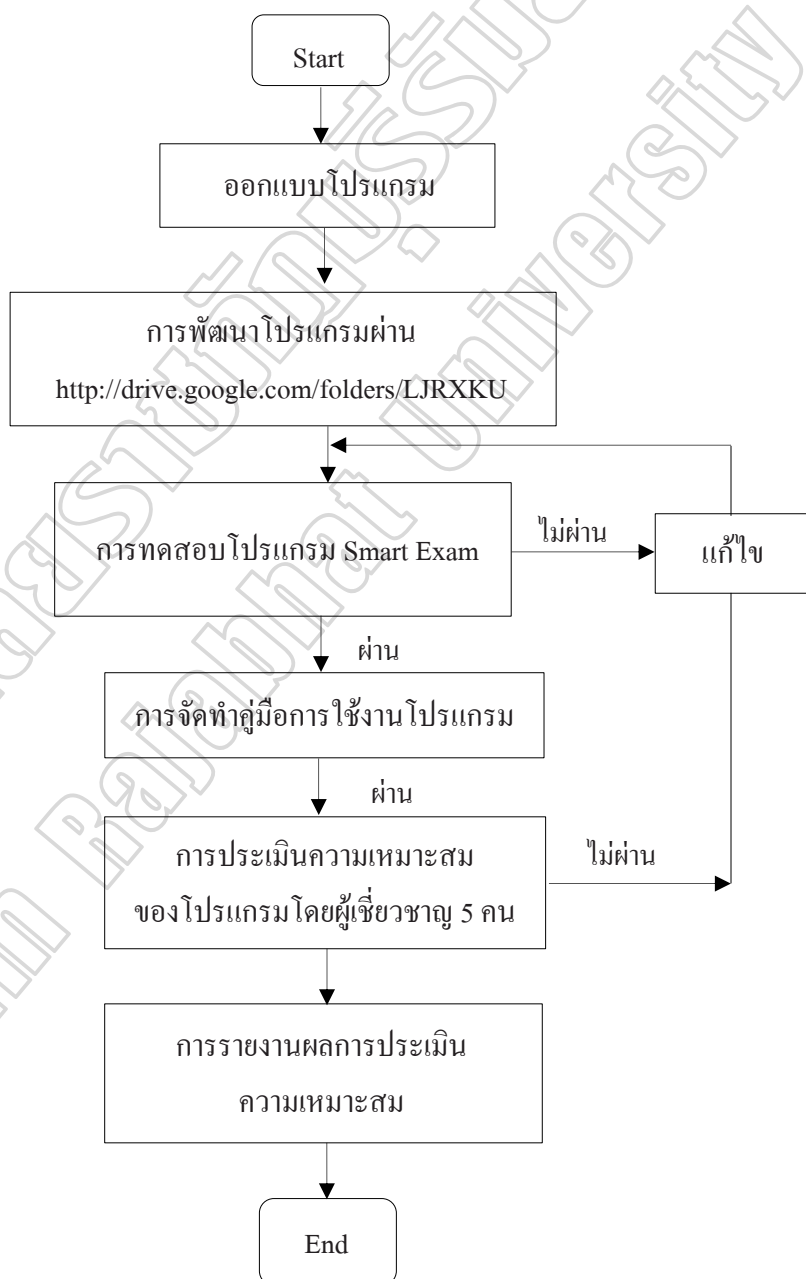 Start
ออกแบบโปรแกรม
การพัฒนาโปรแกรมผ่าน
http://drive.google.com/folders/LJRXKU
การทดสอบโปรแกรม Smart Exam
ไม่ผ่าน
แก้ไข
ผ่าน
การจัดทำคู่มือการใช้งานโปรแกรม
ผ่าน
การประเมินความเหมาะสม
ของโปรแกรมโดยผู้เชี่ยวชาญ 5 คน
ไม่ผ่าน
การรายงานผลการประเมิน
ความเหมาะสม
End
Rajabhat University